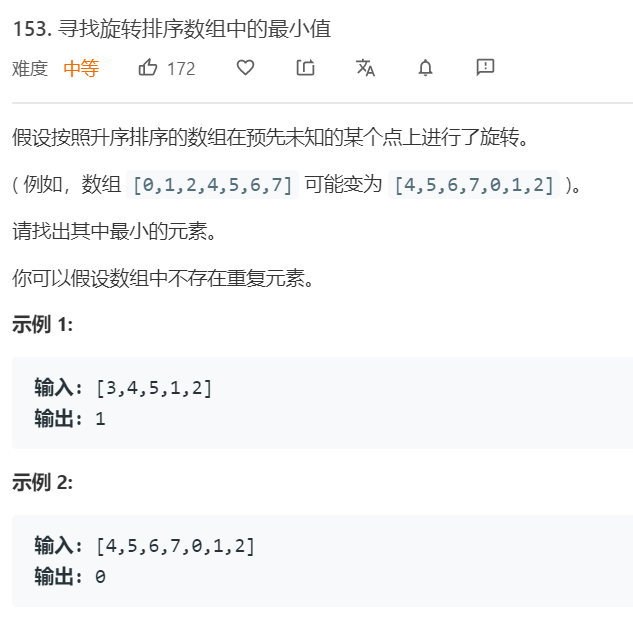 153. 寻找旋转排序数组中的最小值
难度 中等 172
假设按照升序排序的数组在预先未知的某个点上进行了旋转。
( 例如，数组 [0,1,2,4,5,6,7] 可能变为 [4,5,6,7,0,1,2] )。
请找出其中最小的元素。
你可以假设数组中不存在重复元素。
示例 1:
输入: [3,4,5,1,2]
输出: 1
示例 2:
输入: [4,5,6,7,0,1,2]
输出: 0